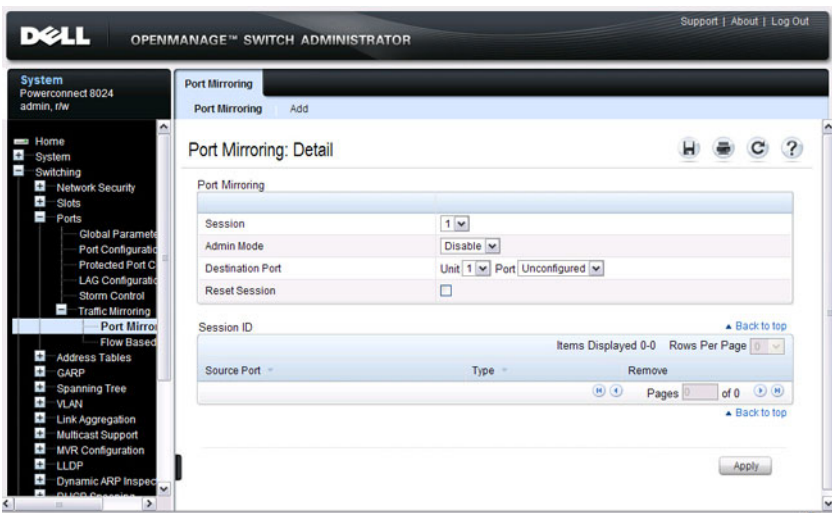 DELL
OPENMANAGE™ SWITCH ADMINISTRATOR
Support | About | Log Out
System
Powerconnect 8024
admin, r/w
Home
System
Switching
Network Security
Slots
Ports
Global Paramete
Port Configuratio
Protected Port C
LAG Configuratio
Storm Control
Traffic Mirroring
Port Mirror
Flow Based
Address Tables
GARP
Spanning Tree
VLAN
Link Aggregation
Multicast Support
MVR Configuration
LLDP
Dynamic ARP Inspec
Port Mirroring
Port Mirroring Add
Port Mirroring: Detail
Port Mirroring
Session 1
Admin Mode Disable
Destination Port Unit 1 Port Unconfigured
Reset Session
Session ID
Back to top
Items Displayed 0-0 Rows Per Page 0
Source Port Type Remove
Pages 0 of 0
Back to top
Apply